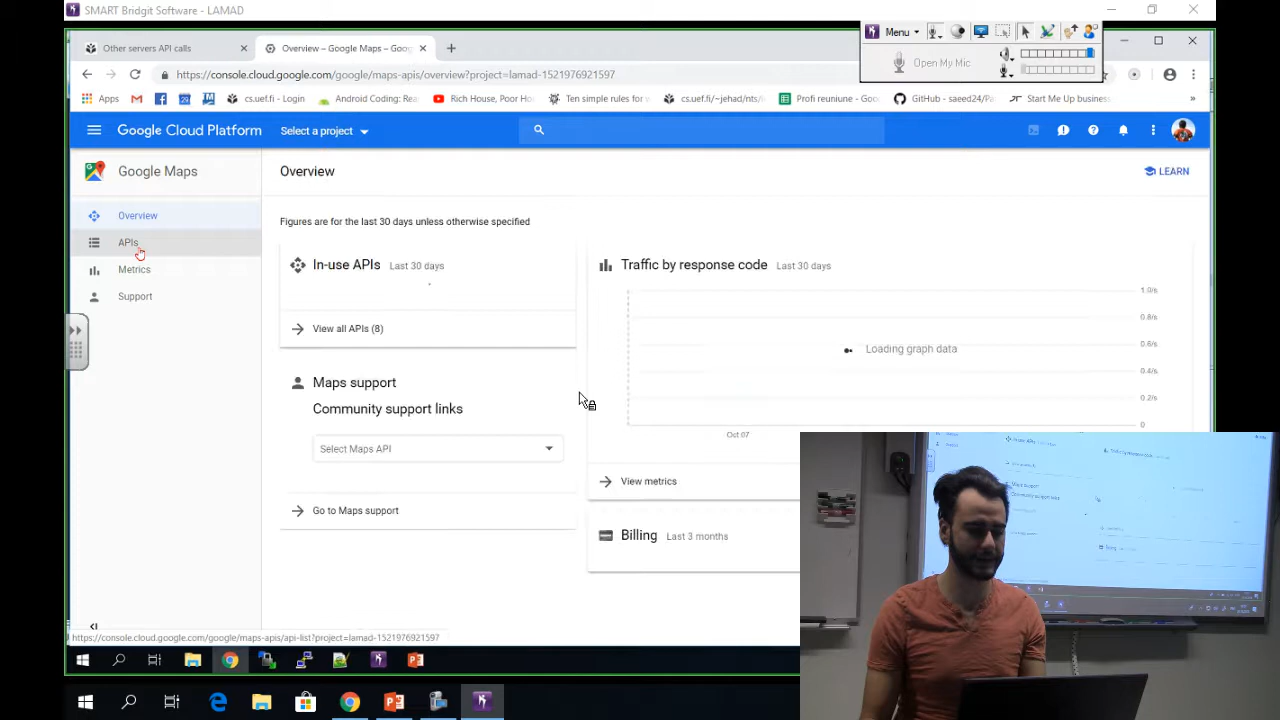 SMART Bridgit Software - LAMAD
Menu
Open My Mic
Other servers API calls
Overview – Google Maps – Goog
https://console.cloud.google.com/google/maps-apis/overview?project=lamad-1521976921597
Apps
cs.uef.fi - Login
Android Coding: Rea
Rich House, Poor Ho
Ten simple rules for w
cs.uef.fi/~jehad/nts/
Profi reuniune - Goo
GitHub - saeed24/Pa
Start Me Up business
»
Google Cloud Platform
Select a project
Google Maps
Overview
LEARN
Overview
APIs
Metrics
Support
Figures are for the last 30 days unless otherwise specified
In-use APIs Last 30 days
View all APIs (8)
Maps support
Community support links
Select Maps API
Go to Maps support
Traffic by response code Last 30 days
1.0/s
0.8/s
0.6/s
0.4/s
0.2/s
0
Loading graph data
Oct 07
View metrics
Billing Last 3 months
https://console.cloud.google.com/google/maps-apis/api-list?project=lamad-1521976921597